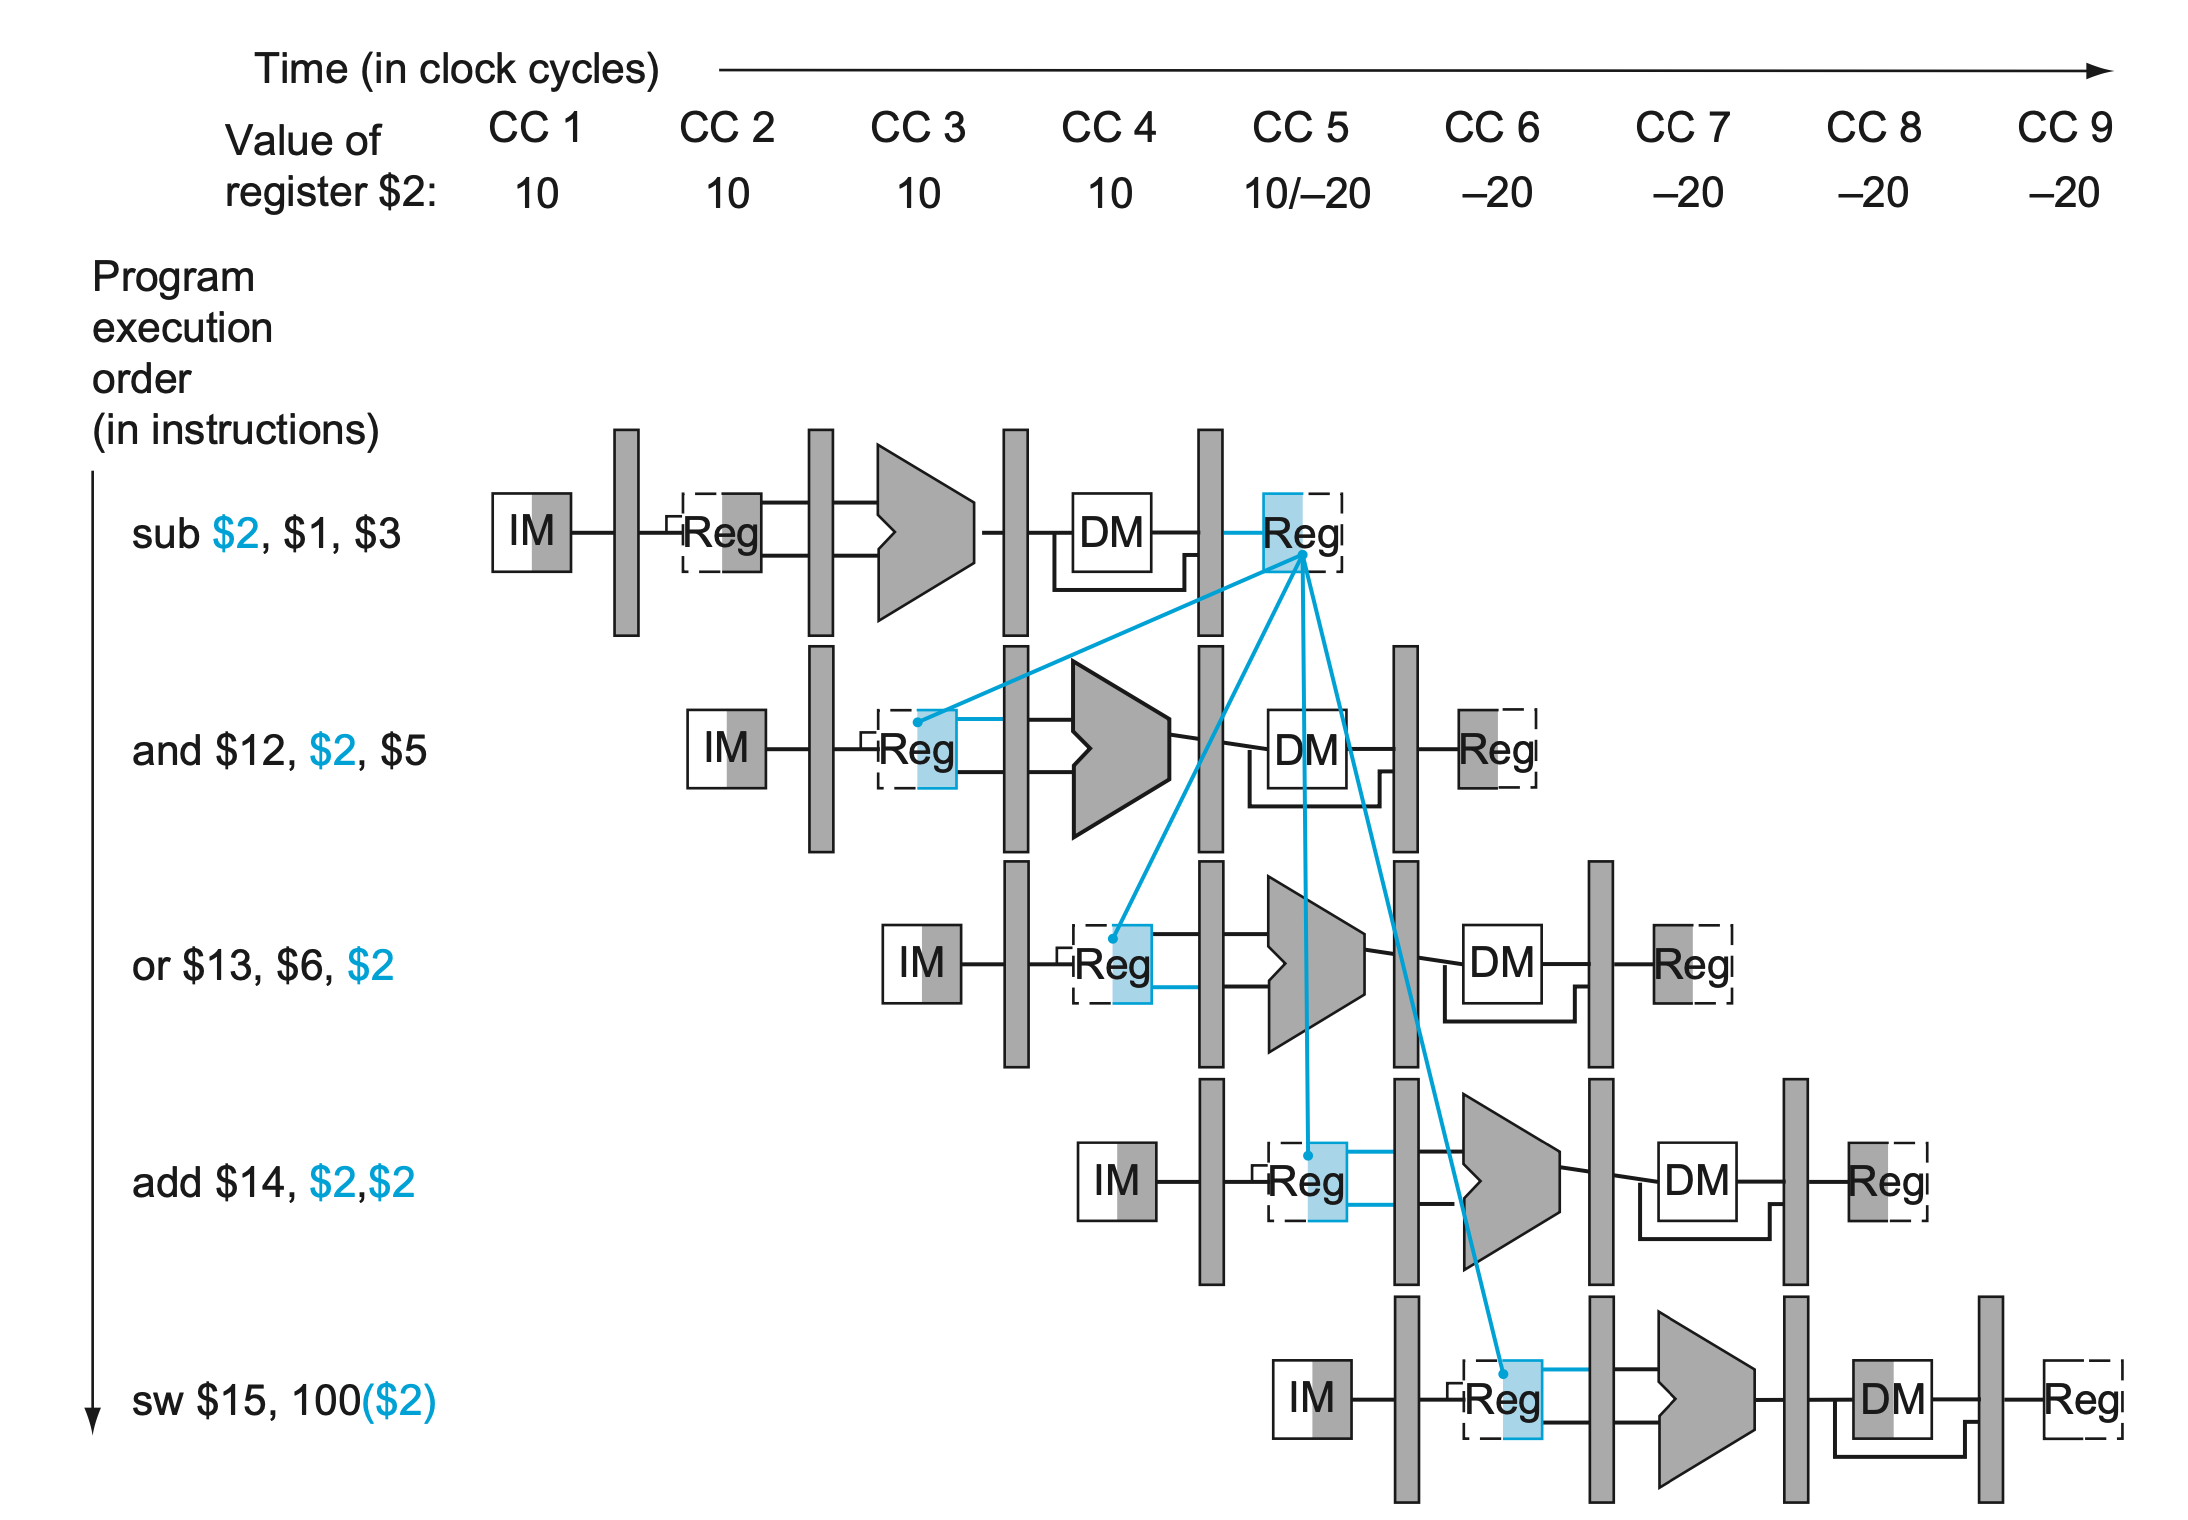 Time (in clock cycles)
CC 1 CC 2 CC 3 CC 4 CC 5 CC 6 CC 7 CC 8 CC 9
Value of
register $2: 10 10 10 10 10/–20 –20 –20 –20 –20
Program
execution
order
(in instructions)
sub $2, $1, $3 IM Reg DM Reg
and $12, $2, $5 IM Reg DM Reg
or $13, $6, $2 IM Reg DM Reg
add $14, $2,$2 IM Reg DM Reg
sw $15, 100($2) IM Reg DM Reg